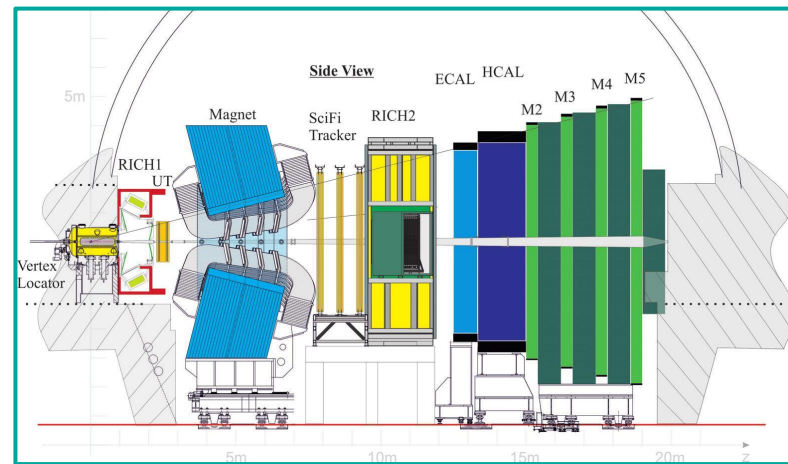 Side View
ECAL
HCAL
M2
M3
M4
M5
5m
Magnet
SciFi
Tracker
RICH2
RICH1
UT
Vertex
Locator
5m
10m
15m
20m
z